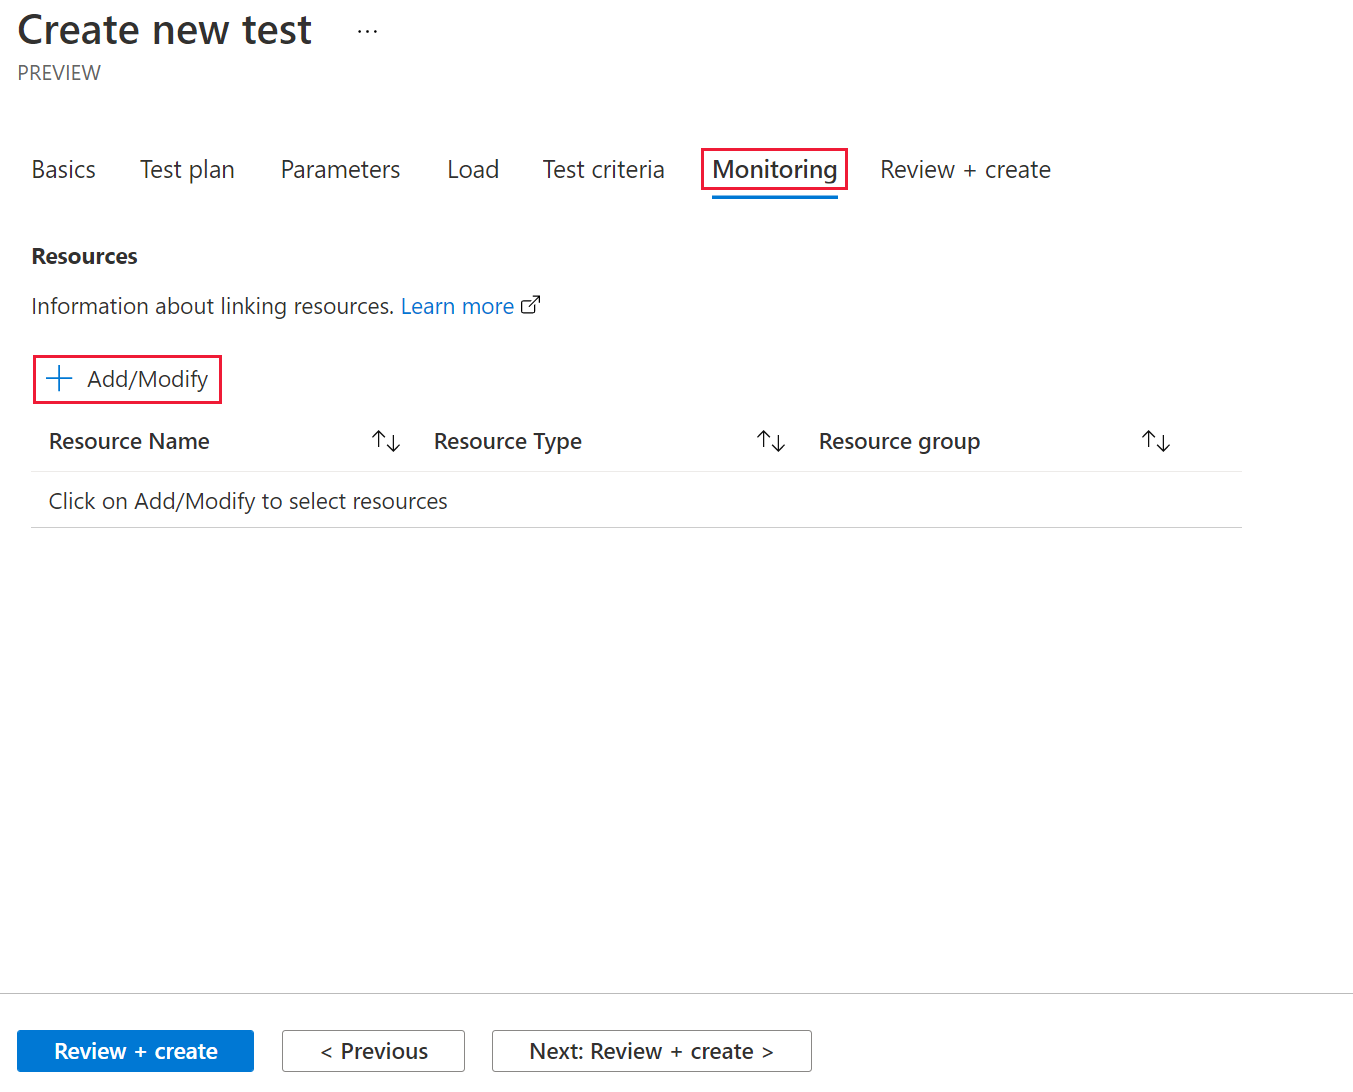 Create new test ...
PREVIEW
Basics Test plan Parameters Load Test criteria Monitoring Review + create
Resources
Information about linking resources. Learn more
+ Add/Modify
Resource Name ↑↓ Resource Type ↑↓ Resource group ↑↓
Click on Add/Modify to select resources
Review + create < Previous Next: Review + create >